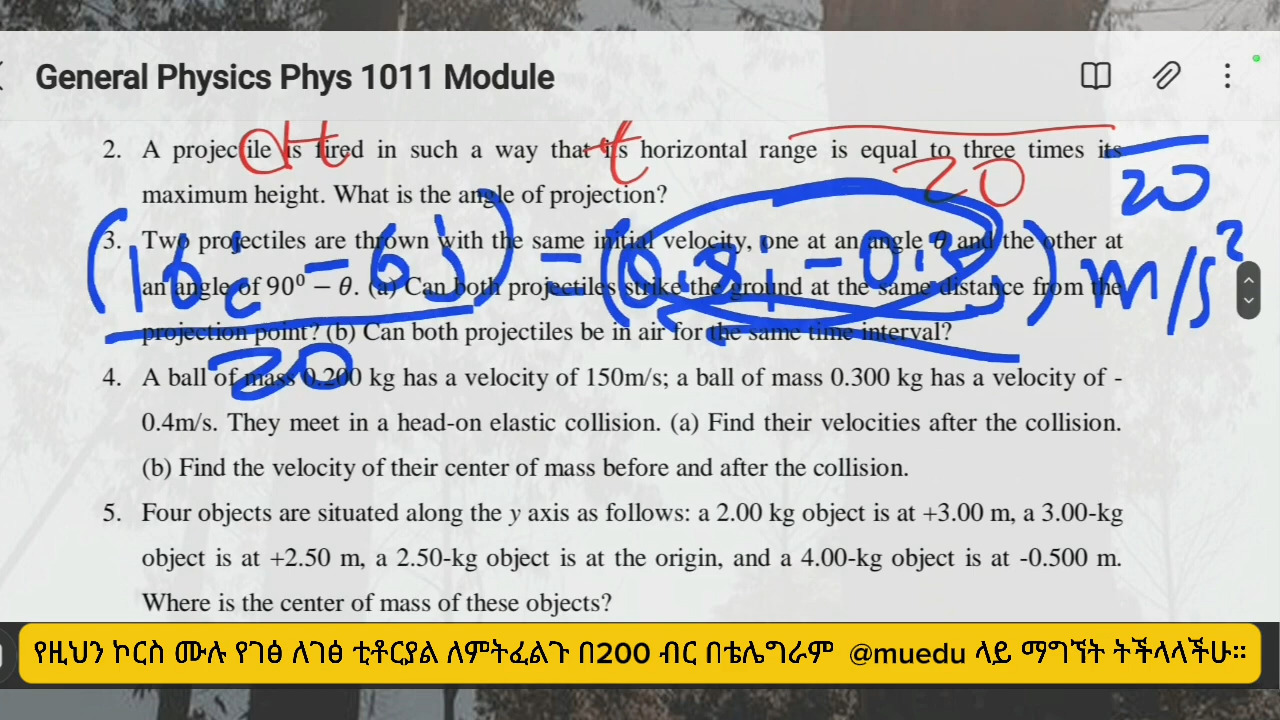 General Physics Phys 1011 Module
2. A projectile is fired in such a way that its horizontal range is equal to three times its
maximum height. What is the angle of projection?
3. Two projectiles are thrown with the same initial velocity, one at an angle θ and the other at
an angle of 90⁰ − θ. (a) Can both projectiles strike the ground at the same distance from the
projection point? (b) Can both projectiles be in air for the same time interval?
4. A ball of mass 0.200 kg has a velocity of 150m/s; a ball of mass 0.300 kg has a velocity of -
0.4m/s. They meet in a head-on elastic collision. (a) Find their velocities after the collision.
(b) Find the velocity of their center of mass before and after the collision.
5. Four objects are situated along the y axis as follows: a 2.00 kg object is at +3.00 m, a 3.00-kg
object is at +2.50 m, a 2.50-kg object is at the origin, and a 4.00-kg object is at -0.500 m.
Where is the center of mass of these objects?
t
20
20
(16i − 6j) = (0.8i − 0.3j) m/s²
20
የዚህን ኮርስ ሙሉ የገፅ ለገፅ ቲቶርያል ለምትፈልጉ በ200 ብር በቴሌግራም @muedu ላይ ማግኘት ትችላላችሁ።